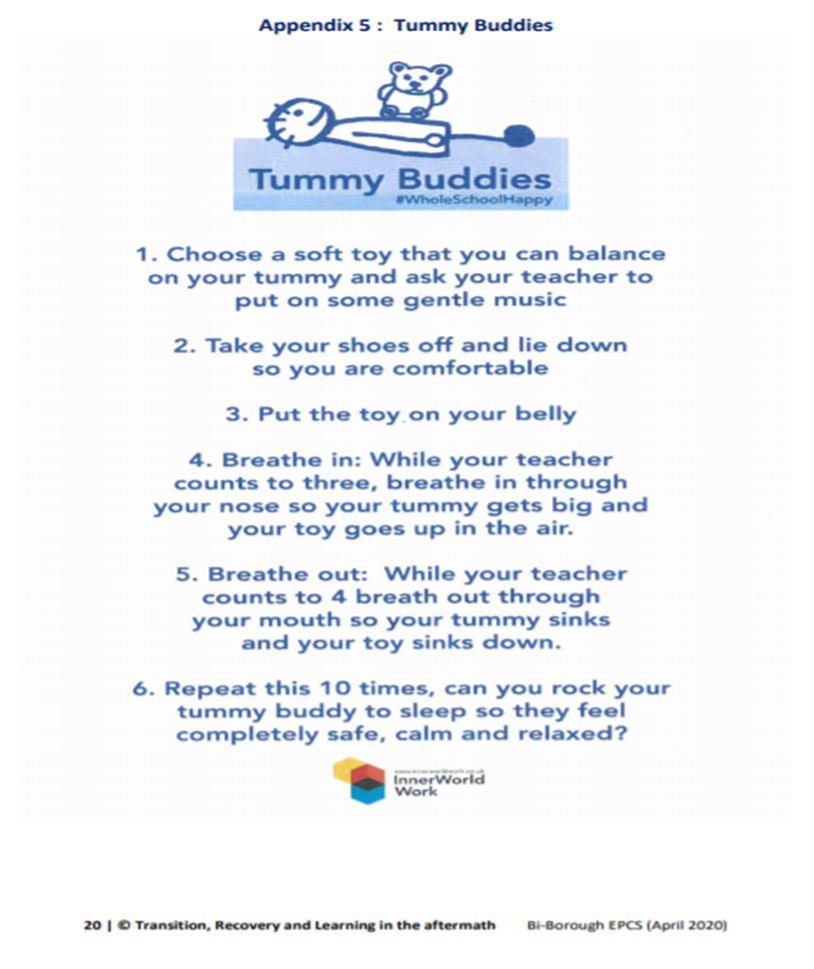 Appendix 5 : Tummy Buddies
Tummy Buddies
#WholeSchoolHappy
1. Choose a soft toy that you can balance
on your tummy and ask your teacher to
put on some gentle music
2. Take your shoes off and lie down
so you are comfortable
3. Put the toy on your belly
4. Breathe in: While your teacher
counts to three, breathe in through
your nose so your tummy gets big and
your toy goes up in the air.
5. Breathe out: While your teacher
counts to 4 breath out through
your mouth so your tummy sinks
and your toy sinks down.
6. Repeat this 10 times, can you rock your
tummy buddy to sleep so they feel
completely safe, calm and relaxed?
www.innerworldwork.co.uk
InnerWorld
Work
20 | © Transition, Recovery and Learning in the aftermath Bi-Borough EPCS (April 2020)